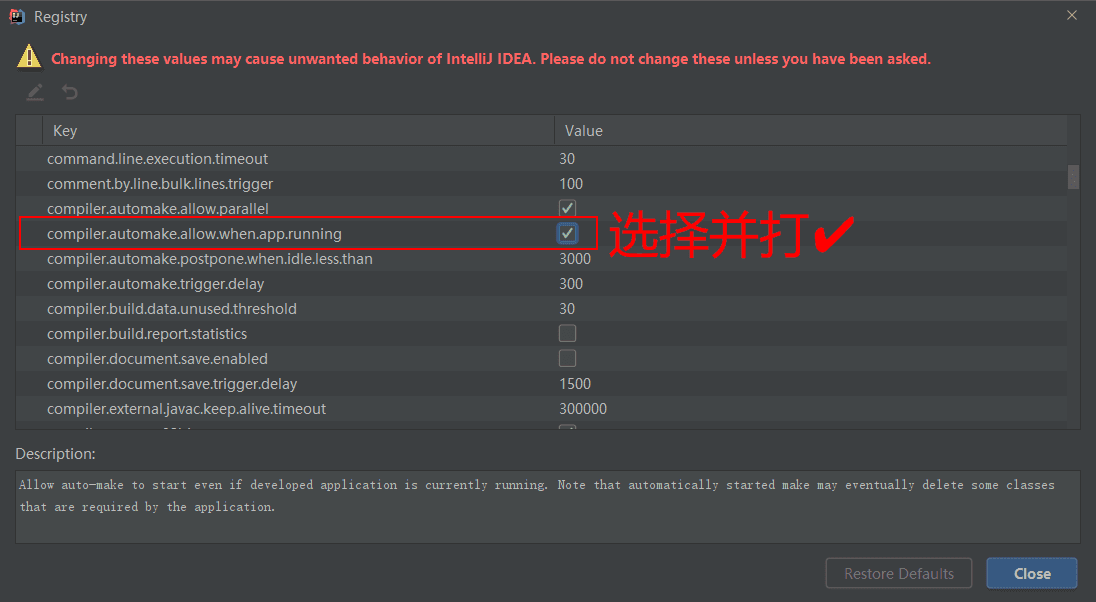 Registry
Changing these values may cause unwanted behavior of IntelliJ IDEA. Please do not change these unless you have been asked.
Key Value
command.line.execution.timeout 30
comment.by.line.bulk.lines.trigger 100
compiler.automake.allow.parallel
compiler.automake.allow.when.app.running 选择并打✔
compiler.automake.postpone.when.idle.less.than 3000
compiler.automake.trigger.delay 300
compiler.build.data.unused.threshold 30
compiler.build.report.statistics
compiler.document.save.enabled
compiler.document.save.trigger.delay 1500
compiler.external.javac.keep.alive.timeout 300000
Description:
Allow auto-make to start even if developed application is currently running. Note that automatically started make may eventually delete some classes
that are required by the application.
Restore Defaults Close